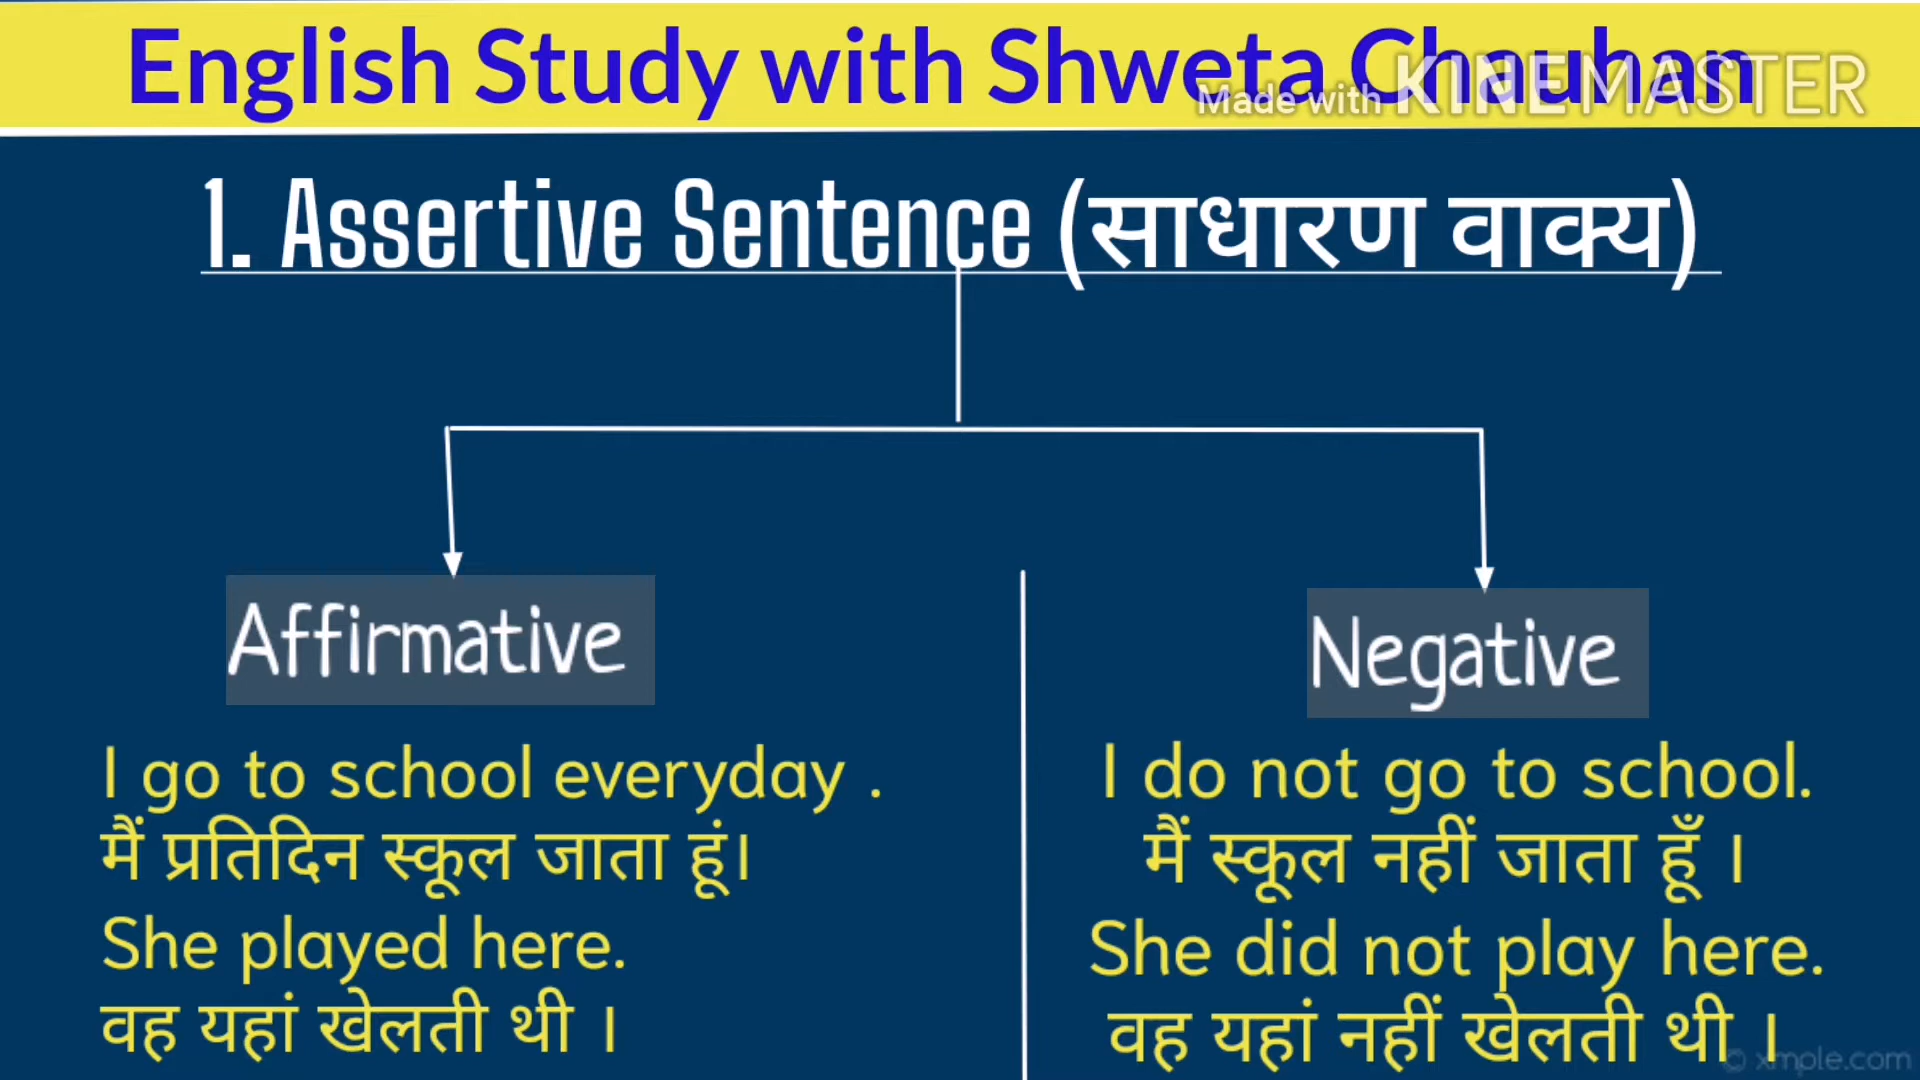 English Study with Shweta Chauhan
Made with KINEMASTER
1. Assertive Sentence (साधारण वाक्य)
Affirmative
I go to school everyday .
मैं प्रतिदिन स्कूल जाता हूं।
She played here.
वह यहां खेलती थी ।
Negative
I do not go to school.
मैं स्कूल नहीं जाता हूँ ।
She did not play here.
वह यहां नहीं खेलती थी ।
© xmple.com